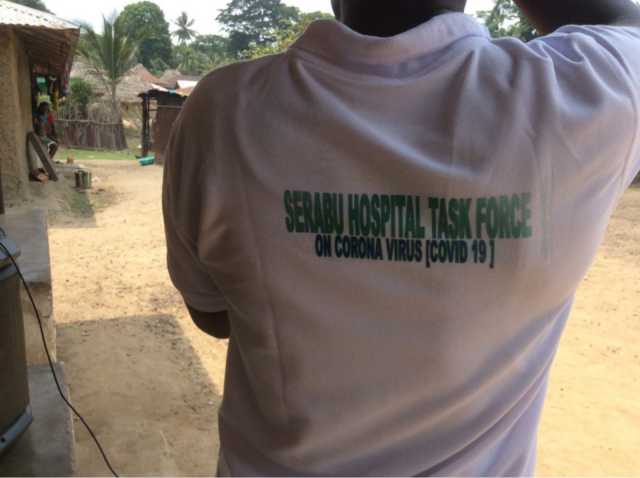 SERABU HOSPITAL TASK FORCE
ON CORONA VIRUS [COVID 19]